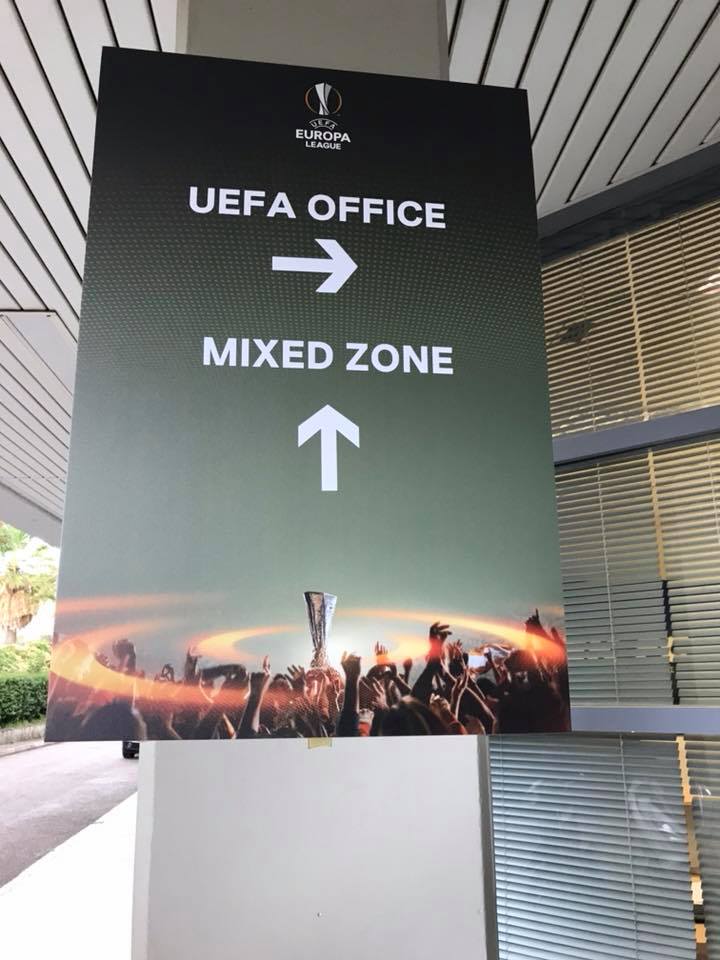 UEFA
EUROPA
LEAGUE
UEFA OFFICE
MIXED ZONE